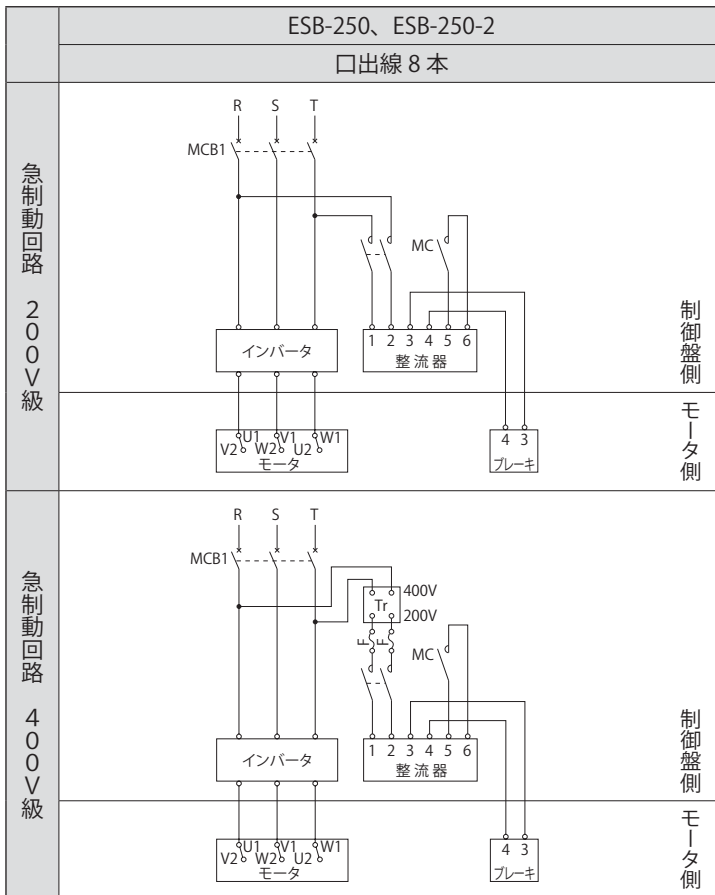 ESB-250、ESB-250-2
口出線 8 本
急制動回路 200V級
R S T
MCB1
MC
1 2 3 4 5 6
インバータ
整流器
制御盤側
U1 V1 W1
V2 W2 U2
モータ
4 3
ブレーキ
モータ側
急制動回路 400V級
R S T
MCB1
400V
Tr
200V
F F
MC
1 2 3 4 5 6
インバータ
整流器
制御盤側
U1 V1 W1
V2 W2 U2
モータ
4 3
ブレーキ
モータ側